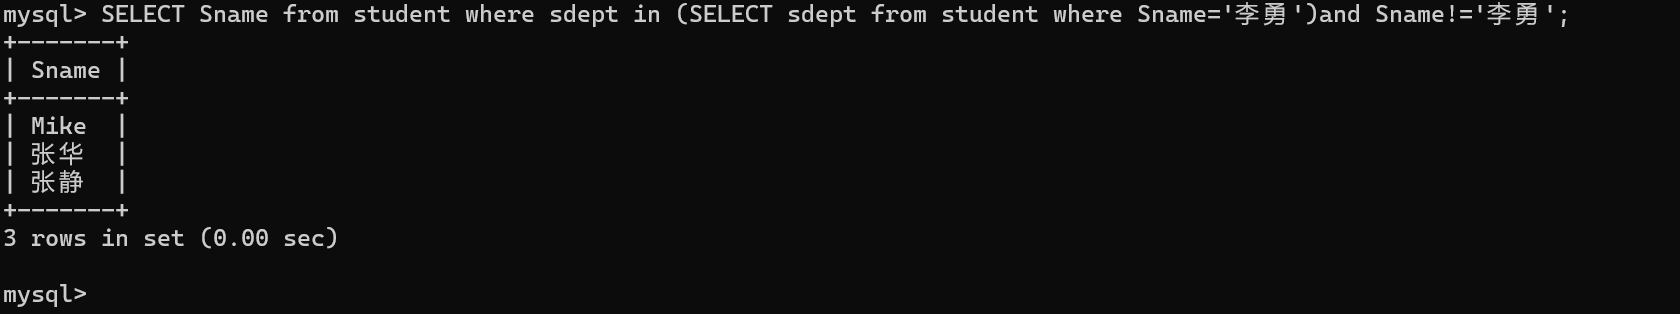 mysql> SELECT Sname from student where sdept in (SELECT sdept from student where Sname='李勇')and Sname!='李勇';
+-------+
| Sname |
+-------+
| Mike  |
| 张华  |
| 张静  |
+-------+
3 rows in set (0.00 sec)
mysql>